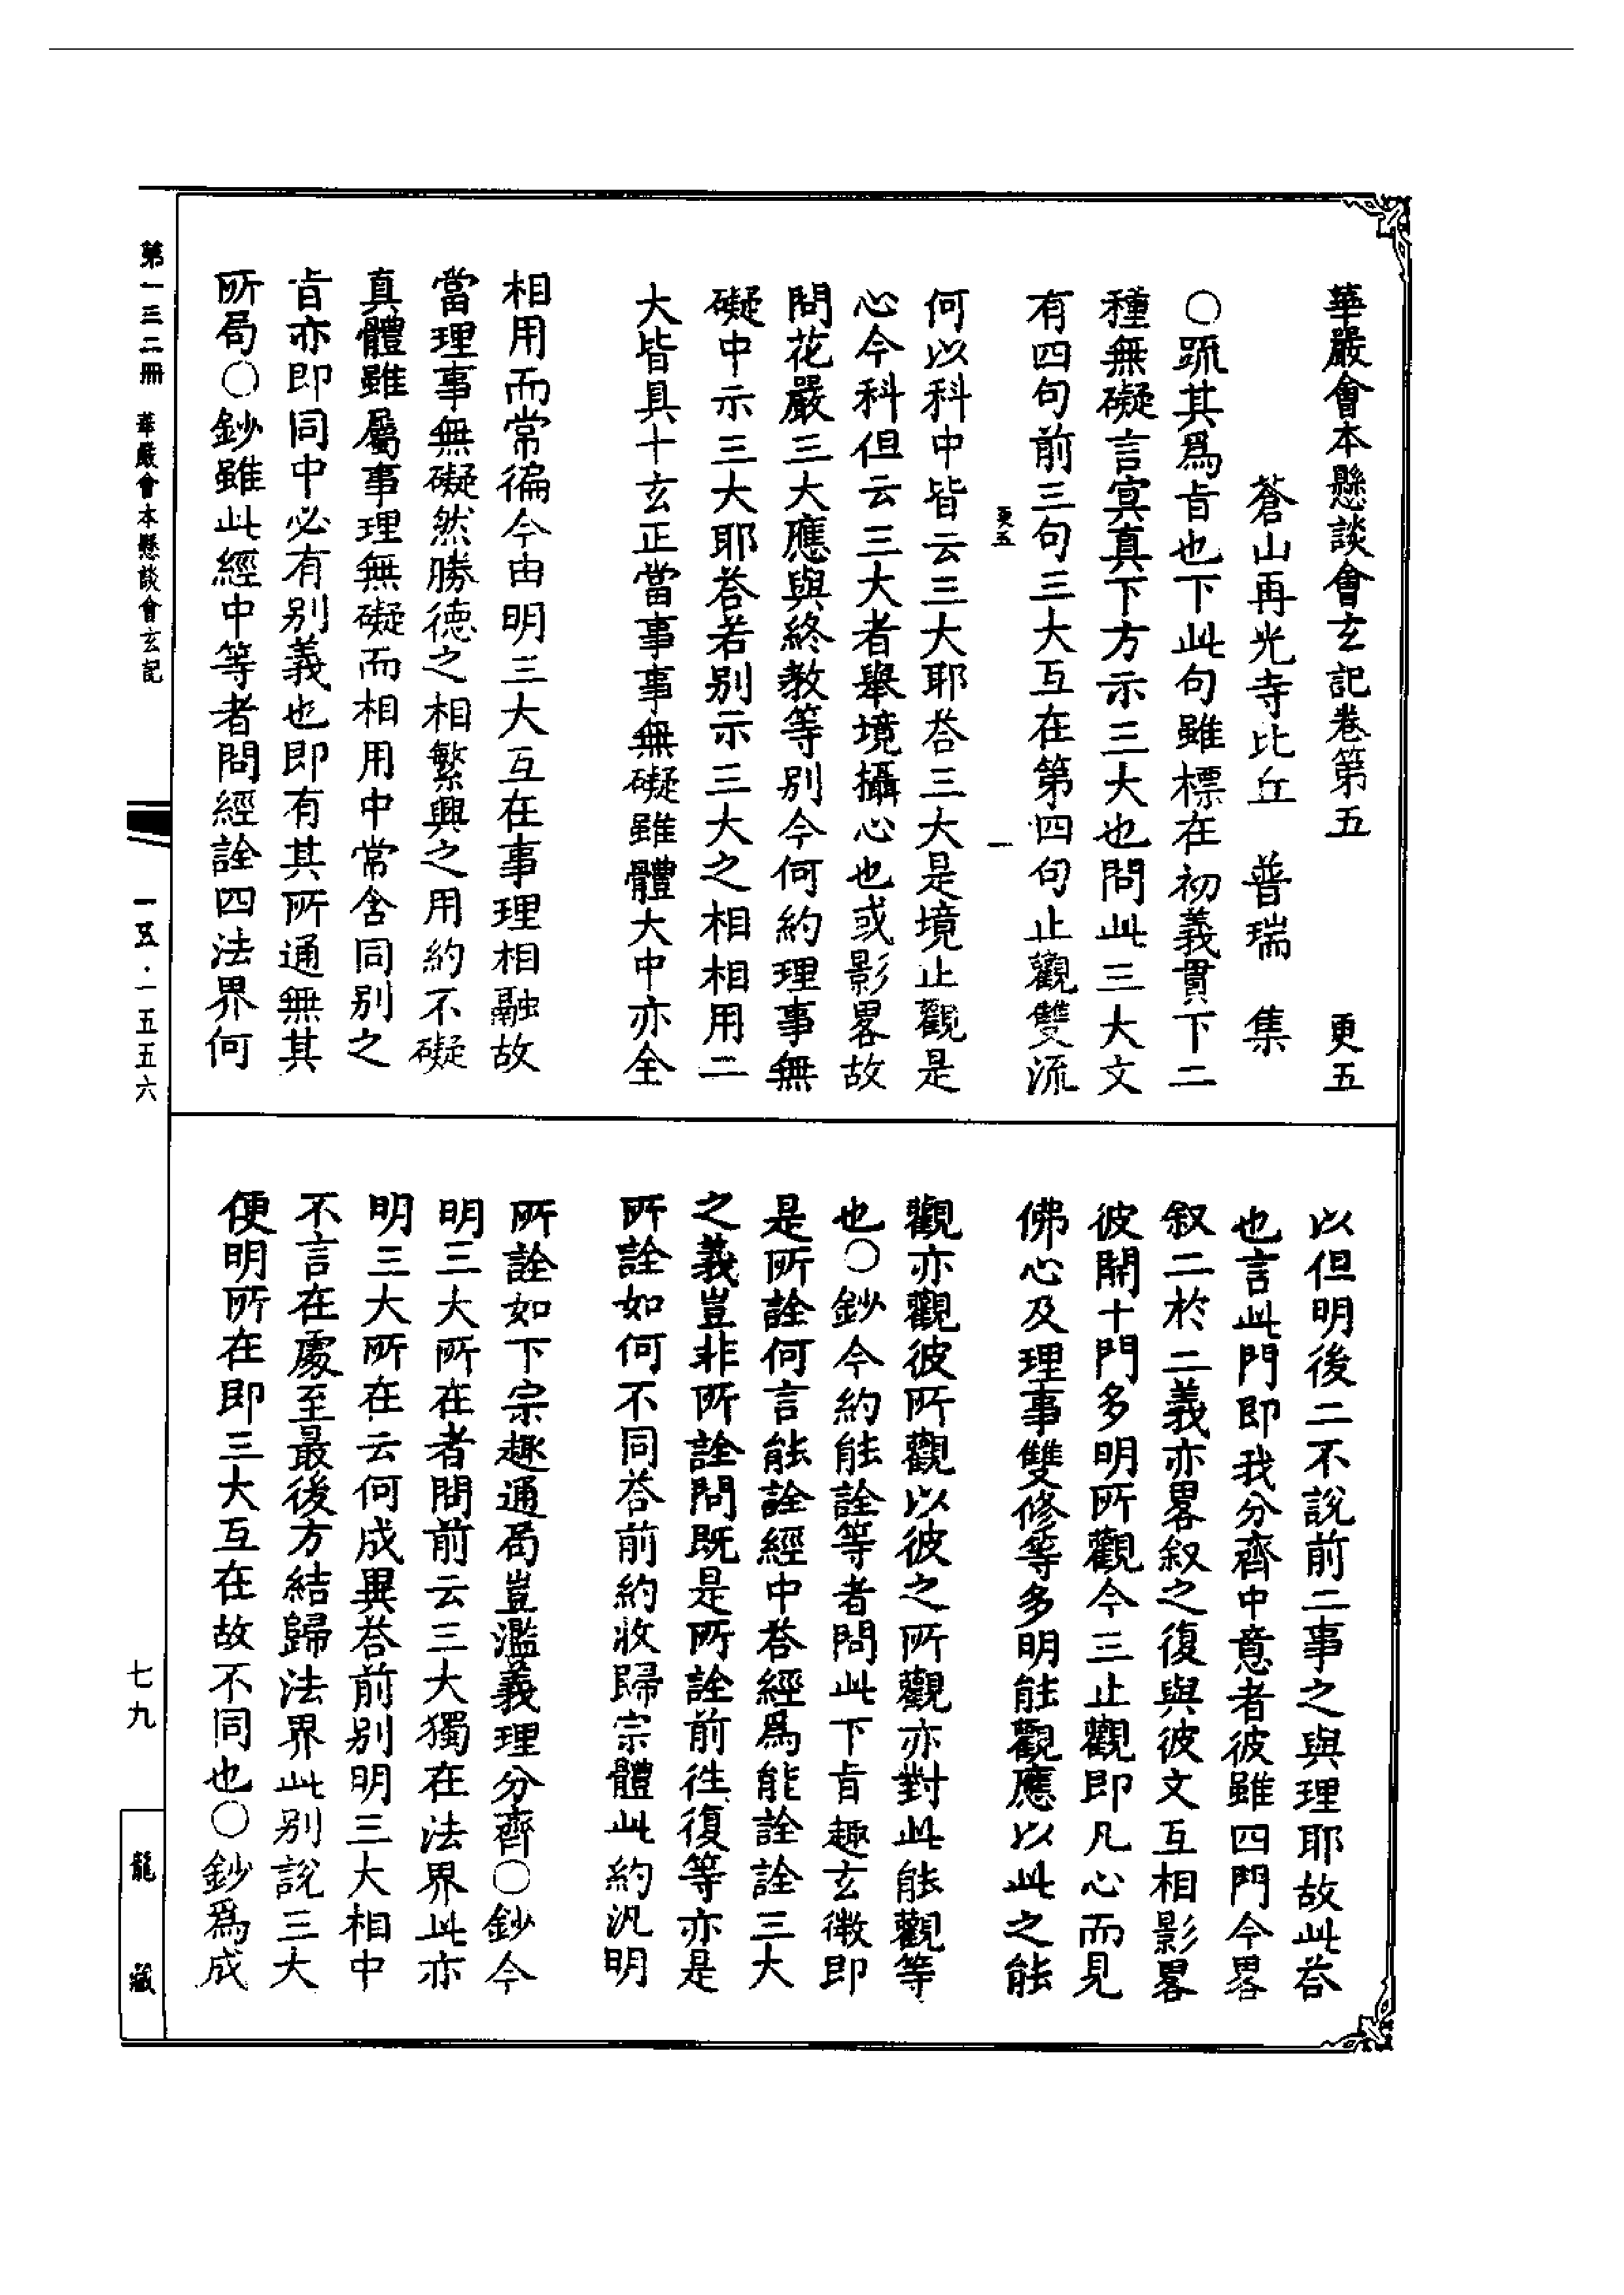 華嚴會本懸談會玄記卷第五　更五
蒼山再光寺比丘　普瑞　集
○䟽其爲㫖也下此句雖標在初義貫下二
種無礙言寞真下方示三大也問此三大文
有四句前三句三大互在第四句止觀雙流
更五　一
何以科中皆云三大耶荅三大是境止觀是
心今科但云三大者舉境攝心也或影畧故
問花嚴三大應與終教等别今何約理事無
礙中示三大耶荅若别示三大之相相用二
大皆具十玄正當事事無礙雖體大中亦全
相用而常徧今由明三大互在事理相融故
當理事無礙然勝德之相繁興之用約不礙
真體雖屬事理無礙而相用中常含同别之
㫖亦即同中必有别義也即有其所通無其
所局○鈔雖此經中等者問經詮四法界何
以但明後二不說前二事之與理耶故此荅
也言此門即我分齊中意者彼雖四門今畧
叙二於二義亦畧叙之復與彼文互相影畧
彼開十門多明所觀今三止觀即凡心而見
佛心及理事雙修等多明能觀應以此之能
觀亦觀彼所觀以彼之所觀亦對此能觀等
也○鈔今約能詮等者問此下㫖趣玄微即
是所詮何言能詮經中荅經爲能詮詮三大
之義豈非所詮問既是所詮前徃復等亦是
所詮如何不同荅前約收歸宗體此約汎明
所詮如下宗趣通局豈濫義理分齊○鈔今
明三大所在者問前云三大獨在法界此亦
明三大所在云何成異荅前别明三大相中
不言在處至最後方結歸法界此别說三大
便明所在即三大互在故不同也○鈔爲成
第一三二冊　華嚴會本懸談會玄記
一五·一五五六
七九
龍藏